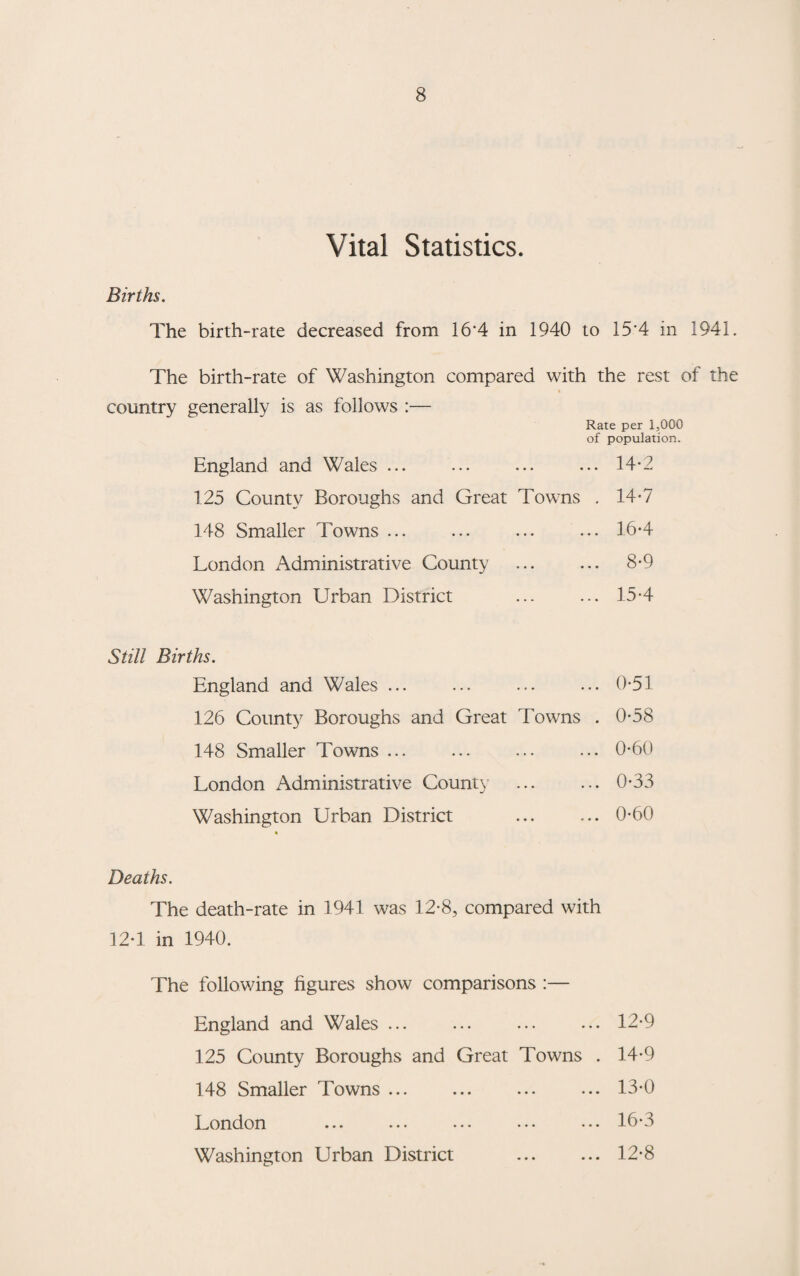 8
Vital Statistics.
Births.
The birth-rate decreased from 16·4 in 1940 to 15·4 in 1941.
The birth-rate of Washington compared with the rest of the
country generally is as follows :—
Rate per 1,000
of population.
England and Wales ... ... ... ... 14·2
125 County Boroughs and Great Towns . 14·7
148 Smaller Towns ... ... ... ... 16·4
London Administrative County ... ... 8·9
Washington Urban District ... ... 15·4
Still Births.
England and Wales ... ... ... ... 0·51
126 County Boroughs and Great Towns . 0·58
148 Smaller Towns ... ... ... ... 0·60
London Administrative County ... ... 0·33
Washington Urban District ... ... 0·60
Deaths.
The death-rate in 1941 was 12·8, compared with
12·1 in 1940.
The following figures show comparisons :—
England and Wales ... ... ... ... 12·9
125 County Boroughs and Great Towns . 14·9
148 Smaller Towns ... ... ... ... 13·0
London ... ... ... ... ... 16·3
Washington Urban District ... ... 12·8